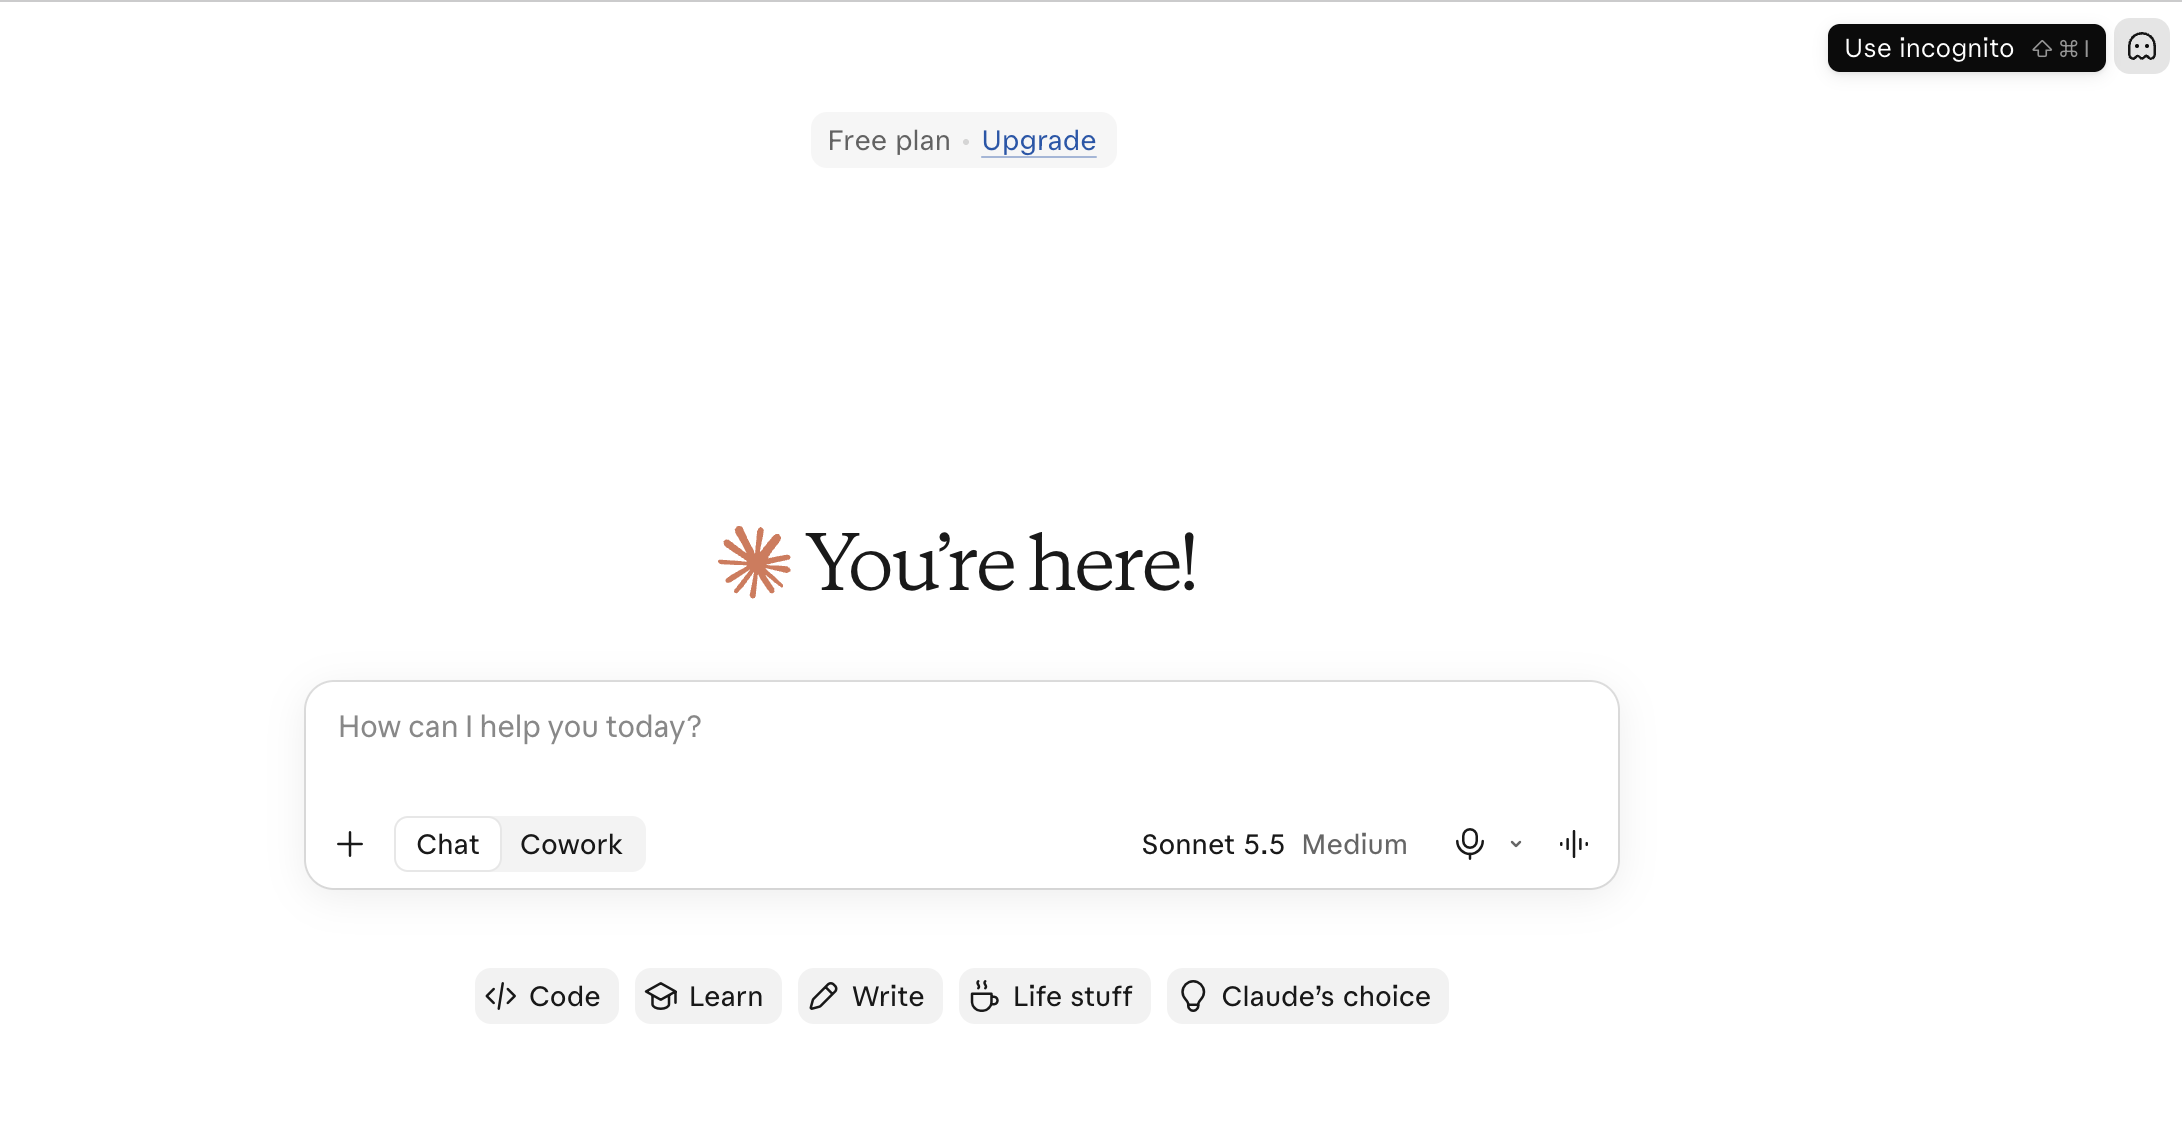 Use incognito ⇧⌘I
Free plan • Upgrade
You’re here!
How can I help you today?
Chat Cowork Sonnet 5.5 Medium
Code Learn Write Life stuff Claude’s choice